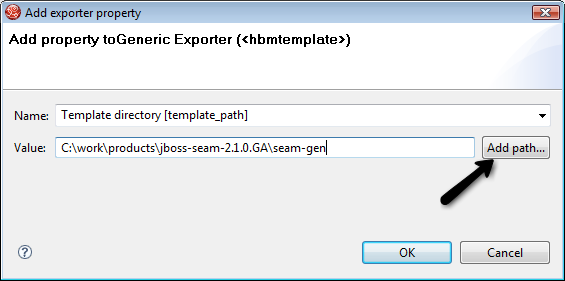 Add exporter property
Add property toGeneric Exporter (<hbmtemplate>)
Name: Template directory [template_path]
Value: C:\work\products\jboss-seam-2.1.0.GA\seam-gen Add path...
? OK Cancel